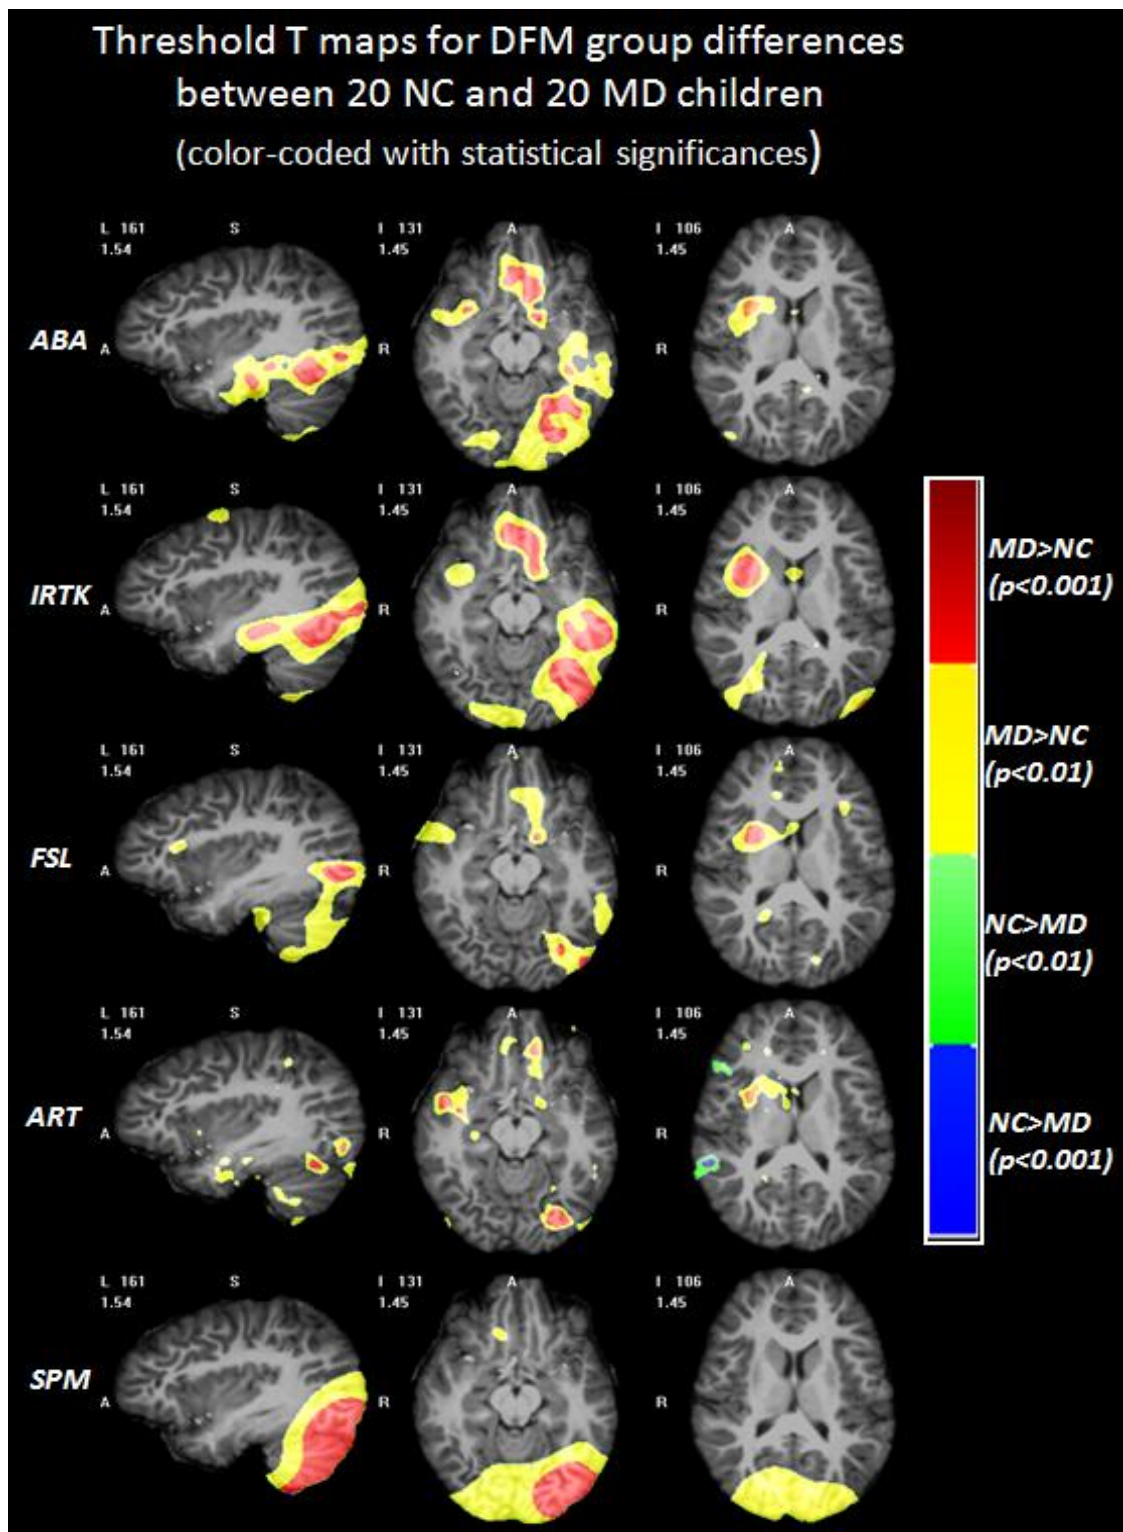 Threshold T maps for DFM group differences
between 20 NC and 20 MD children
(color-coded with statistical significances)
L 161
1.54
S
A
I 131
1.45
A
R
I 106
1.45
A
R
ABA
L 161
1.54
S
A
I 131
1.45
A
R
I 106
1.45
A
R
IRTK
L 161
1.54
S
A
I 131
1.45
A
R
I 106
1.45
A
R
FSL
L 161
1.54
S
A
I 131
1.45
A
R
I 106
1.45
A
R
ART
L 161
1.54
S
A
I 131
1.45
A
R
I 106
1.45
A
R
SPM
MD>NC
(p<0.001)
MD>NC
(p<0.01)
NC>MD
(p<0.01)
NC>MD
(p<0.001)